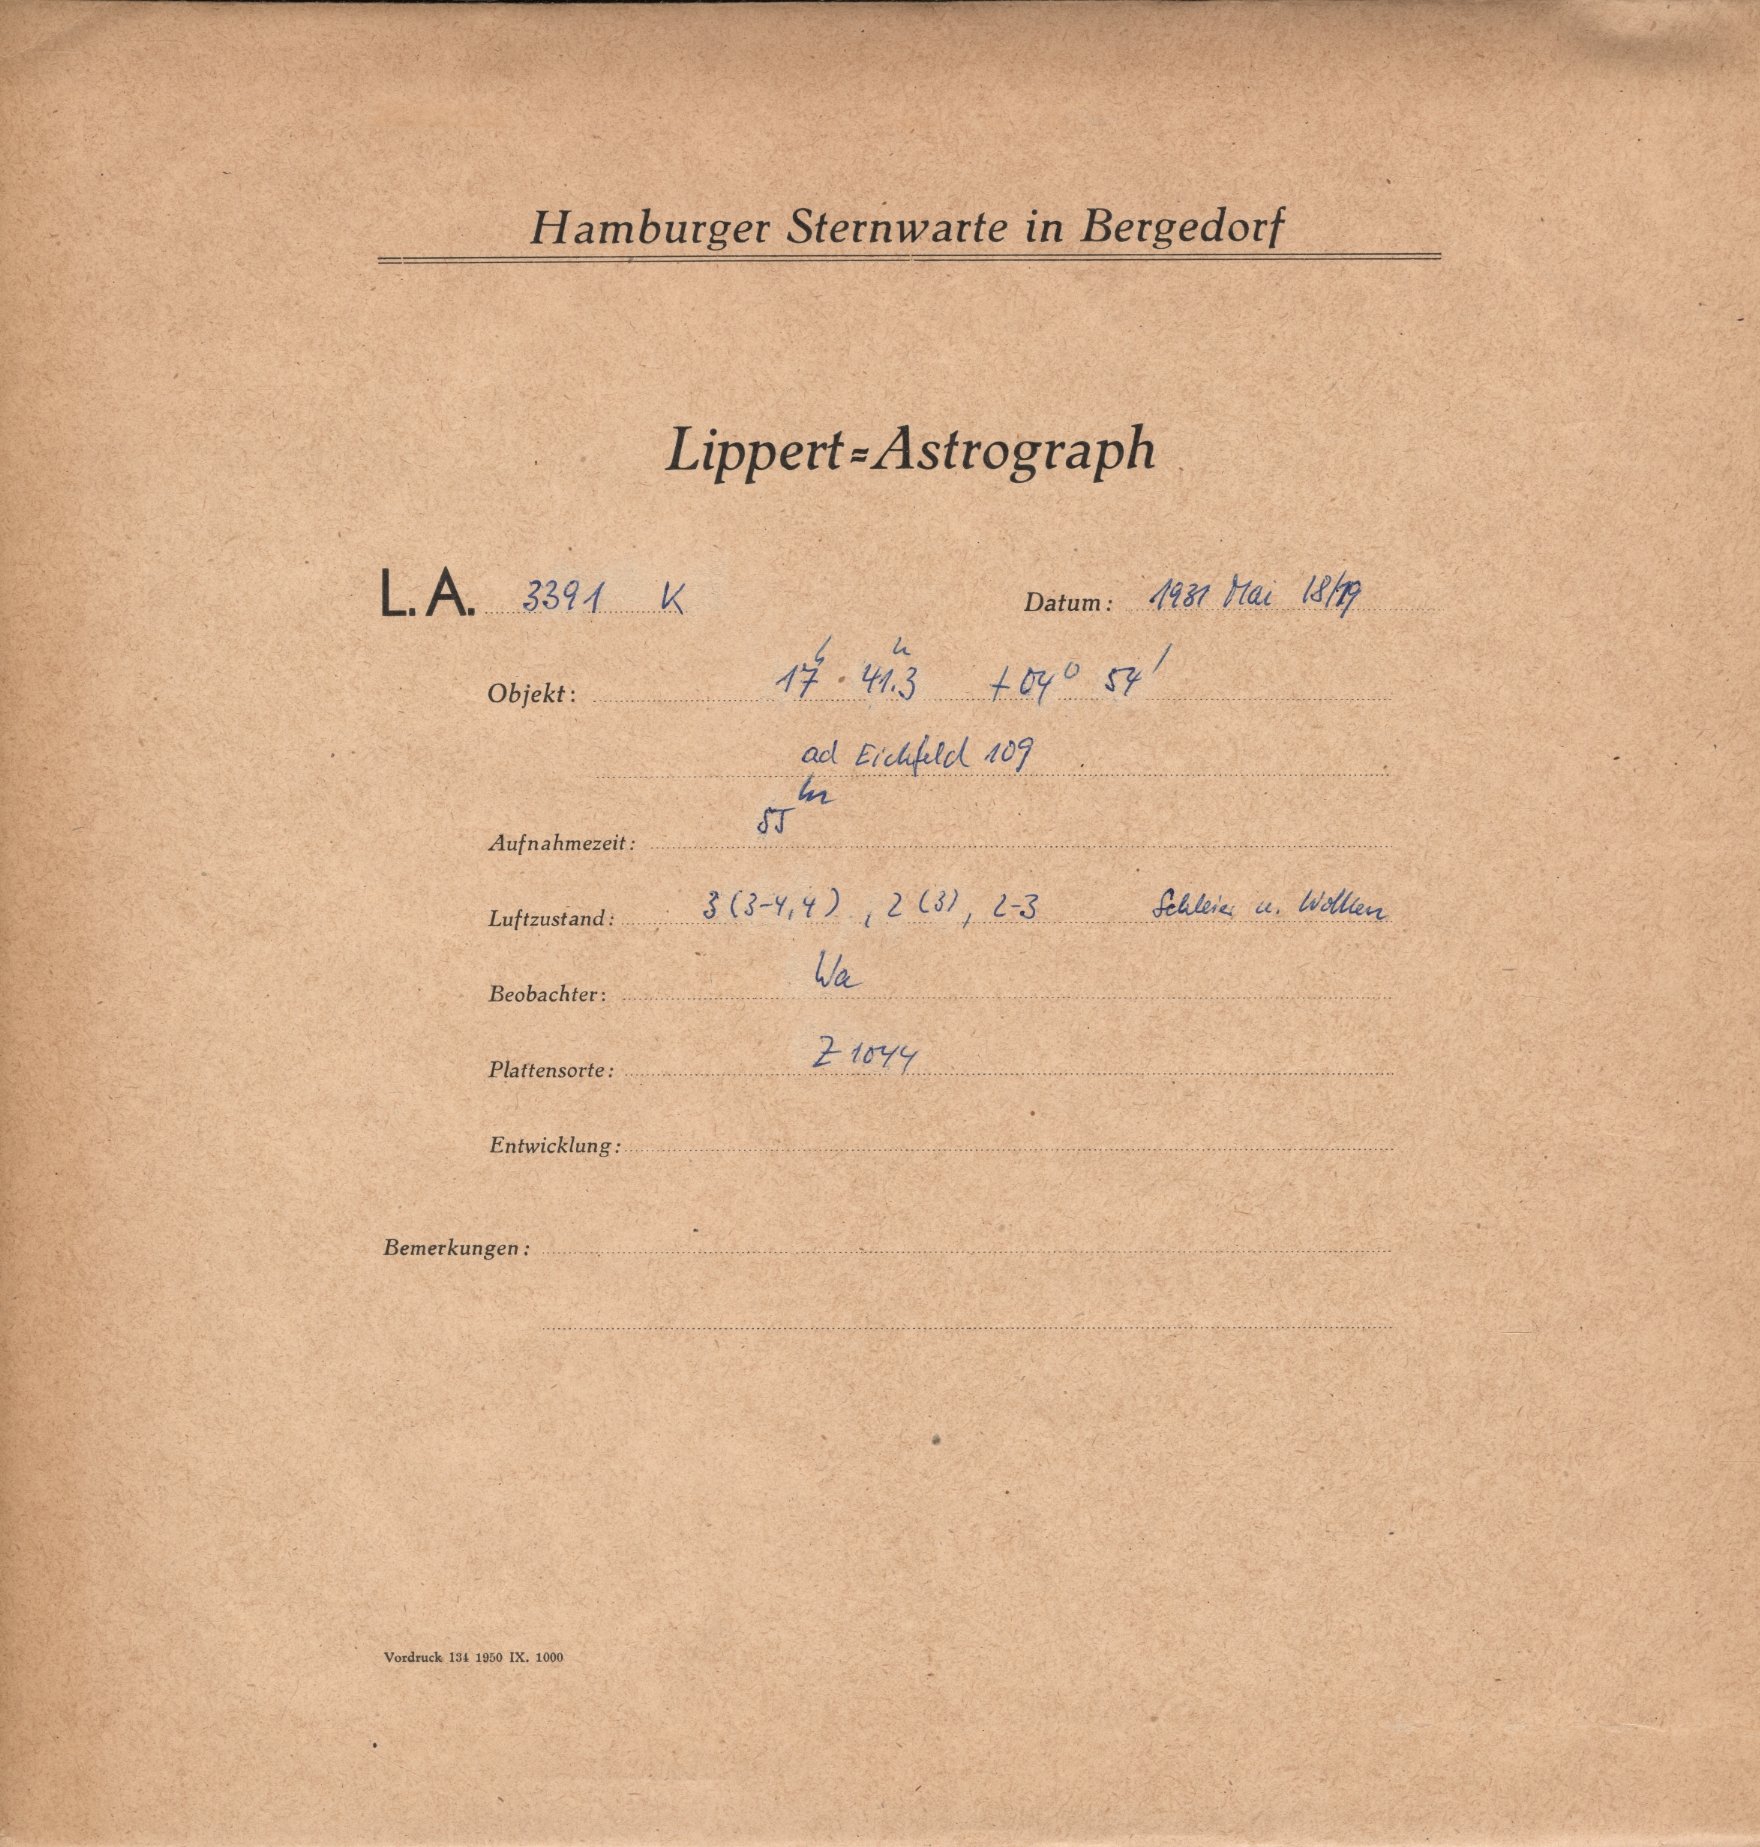 Hamburger Sternwarte in Bergedorf
Lippert=Astrograph
L.A. 3391 K Datum: 1931 Mai 18/19
Objekt: 17h 41.3m +04° 54'
ad Eichfeld 109
Aufnahmezeit: 55m
Luftzustand: 3 (3-4,4), 2 (3), 2-3 Schleier u. Wolken
Beobachter: Wa
Plattensorte: Z 1044
Entwicklung:
Bemerkungen:
Vordruck 134 1950 IX. 1000